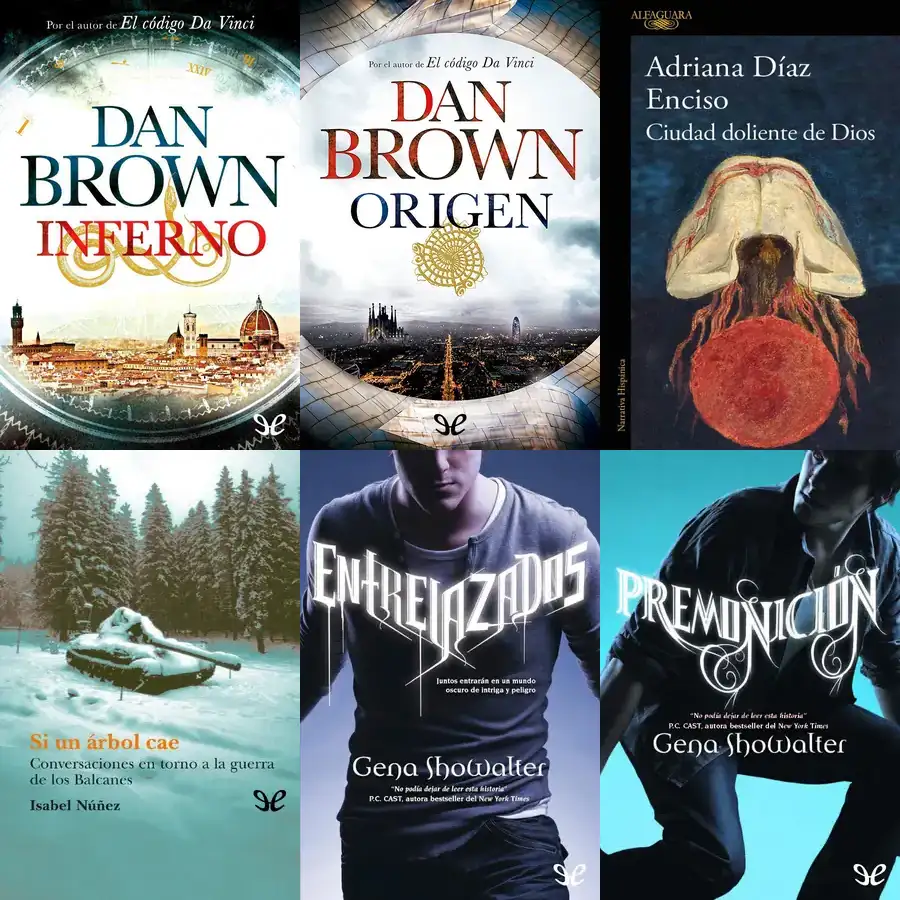 Por el autor de El código Da Vinci
XXIV
I
DAN
BROWN
INFERNO
Por el autor de El código Da Vinci
DAN
BROWN
ORIGEN
ALFAGUARA
Adriana Díaz
Enciso
Ciudad doliente de Dios
Narrativa Hispánica
Si un árbol cae
Conversaciones en torno a la guerra
de los Balcanes
Isabel Núñez
ENTRELAZADOS
Juntos entrarán en un mundo
oscuro de intriga y peligro
Gena Showalter
"No podía dejar de leer esta historia"
P.C. CAST, autora bestseller del New York Times
PREMONICIÓN
"No podía dejar de leer esta historia"
P.C. CAST, autora bestseller del New York Times
Gena Showalter